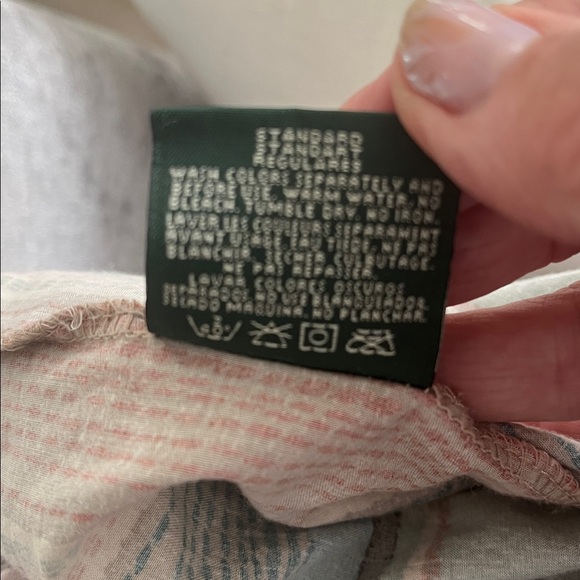 STANDARD
STANDART
REGULARES
WASH COLORS SEPARATELY AND
BEFORE USE. WARM WATER. NO
BLEACH. TUMBLE DRY. NO IRON.
LAVER LES COULEURS SEPAREMENT
AVANT USAGE EAU TIEDE. NE PAS
BLANCHIR. SECHER CULBUTAGE.
NE PAS REPASSER.
LAVAR COLORES OSCUROS
NO USE BLANQUEADOR.
SECADO MAQUINA. NO PLANCHAR.